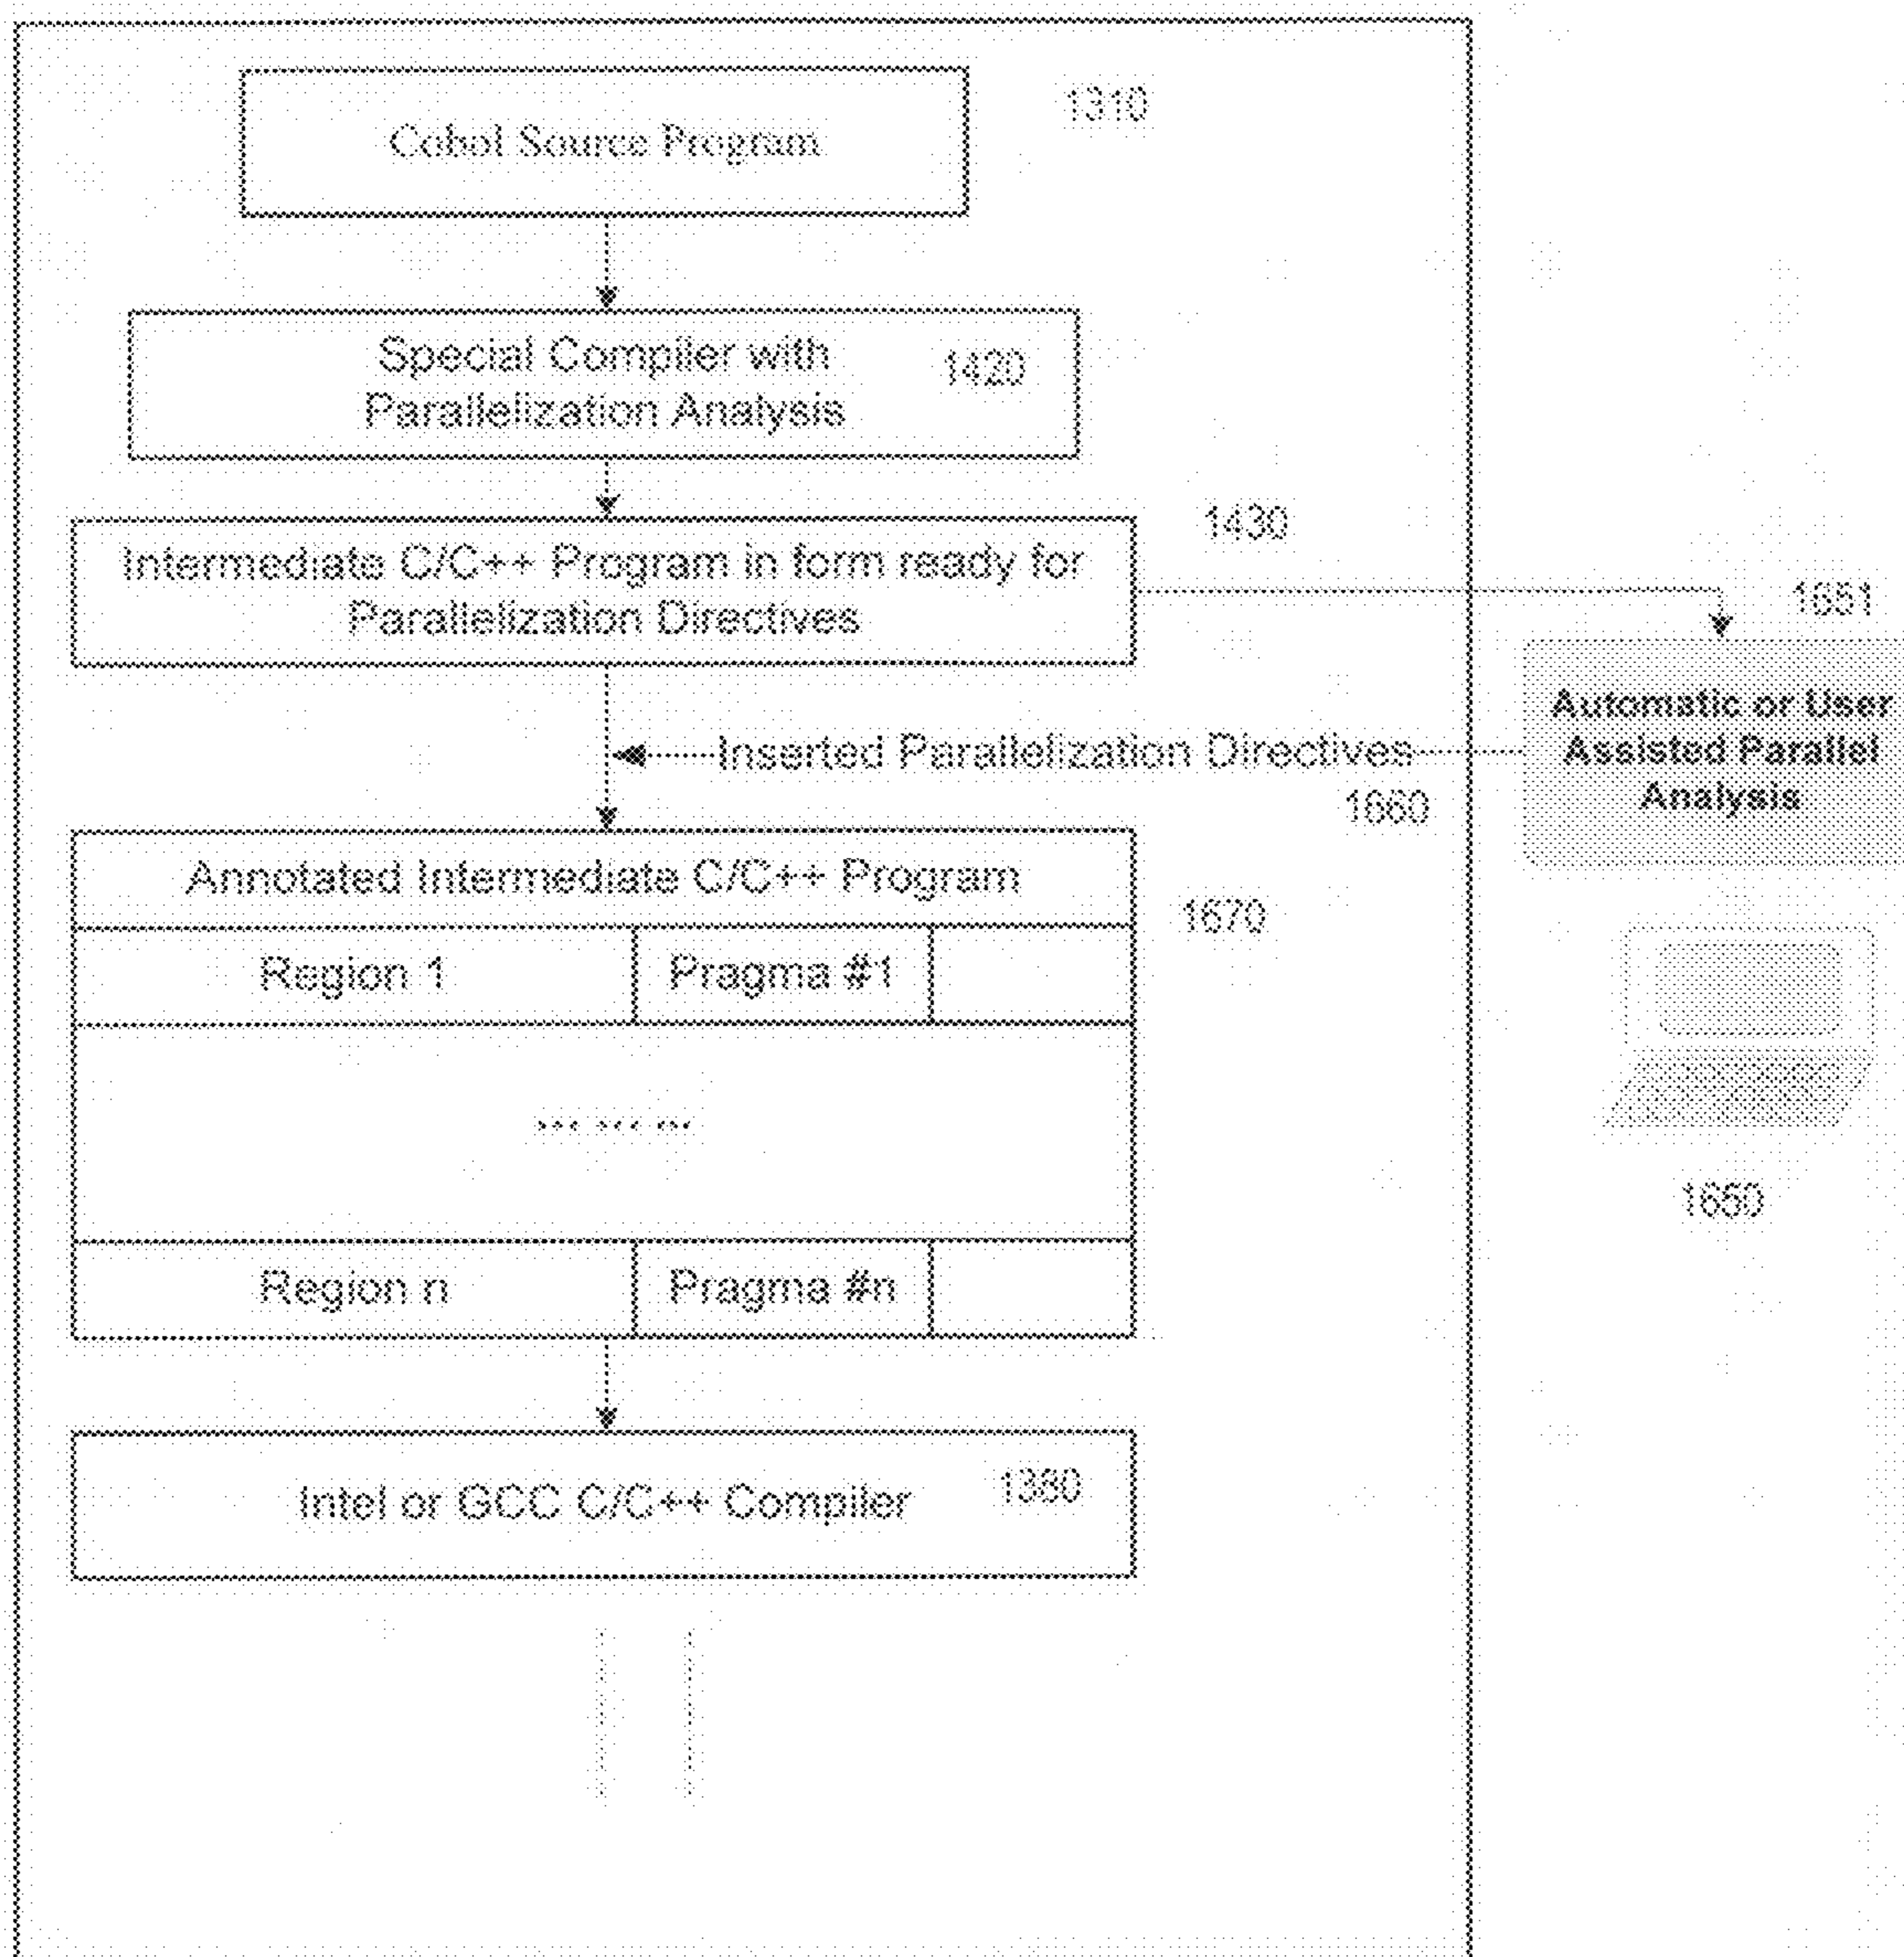 Cobol Source Program
1310
Special Compiler with
Parallelization Analysis
1420
Intermediate C/C++ Program in form ready for
Parallelization Directives
1430
1651
Automatic or User
Assisted Parallel
Analysis
Inserted Parallelization Directives
1660
Annotated Intermediate C/C++ Program
1670
Region 1
Pragma #1
... ... ...
Region n
Pragma #n
1650
Intel or GCC C/C++ Compiler
1380